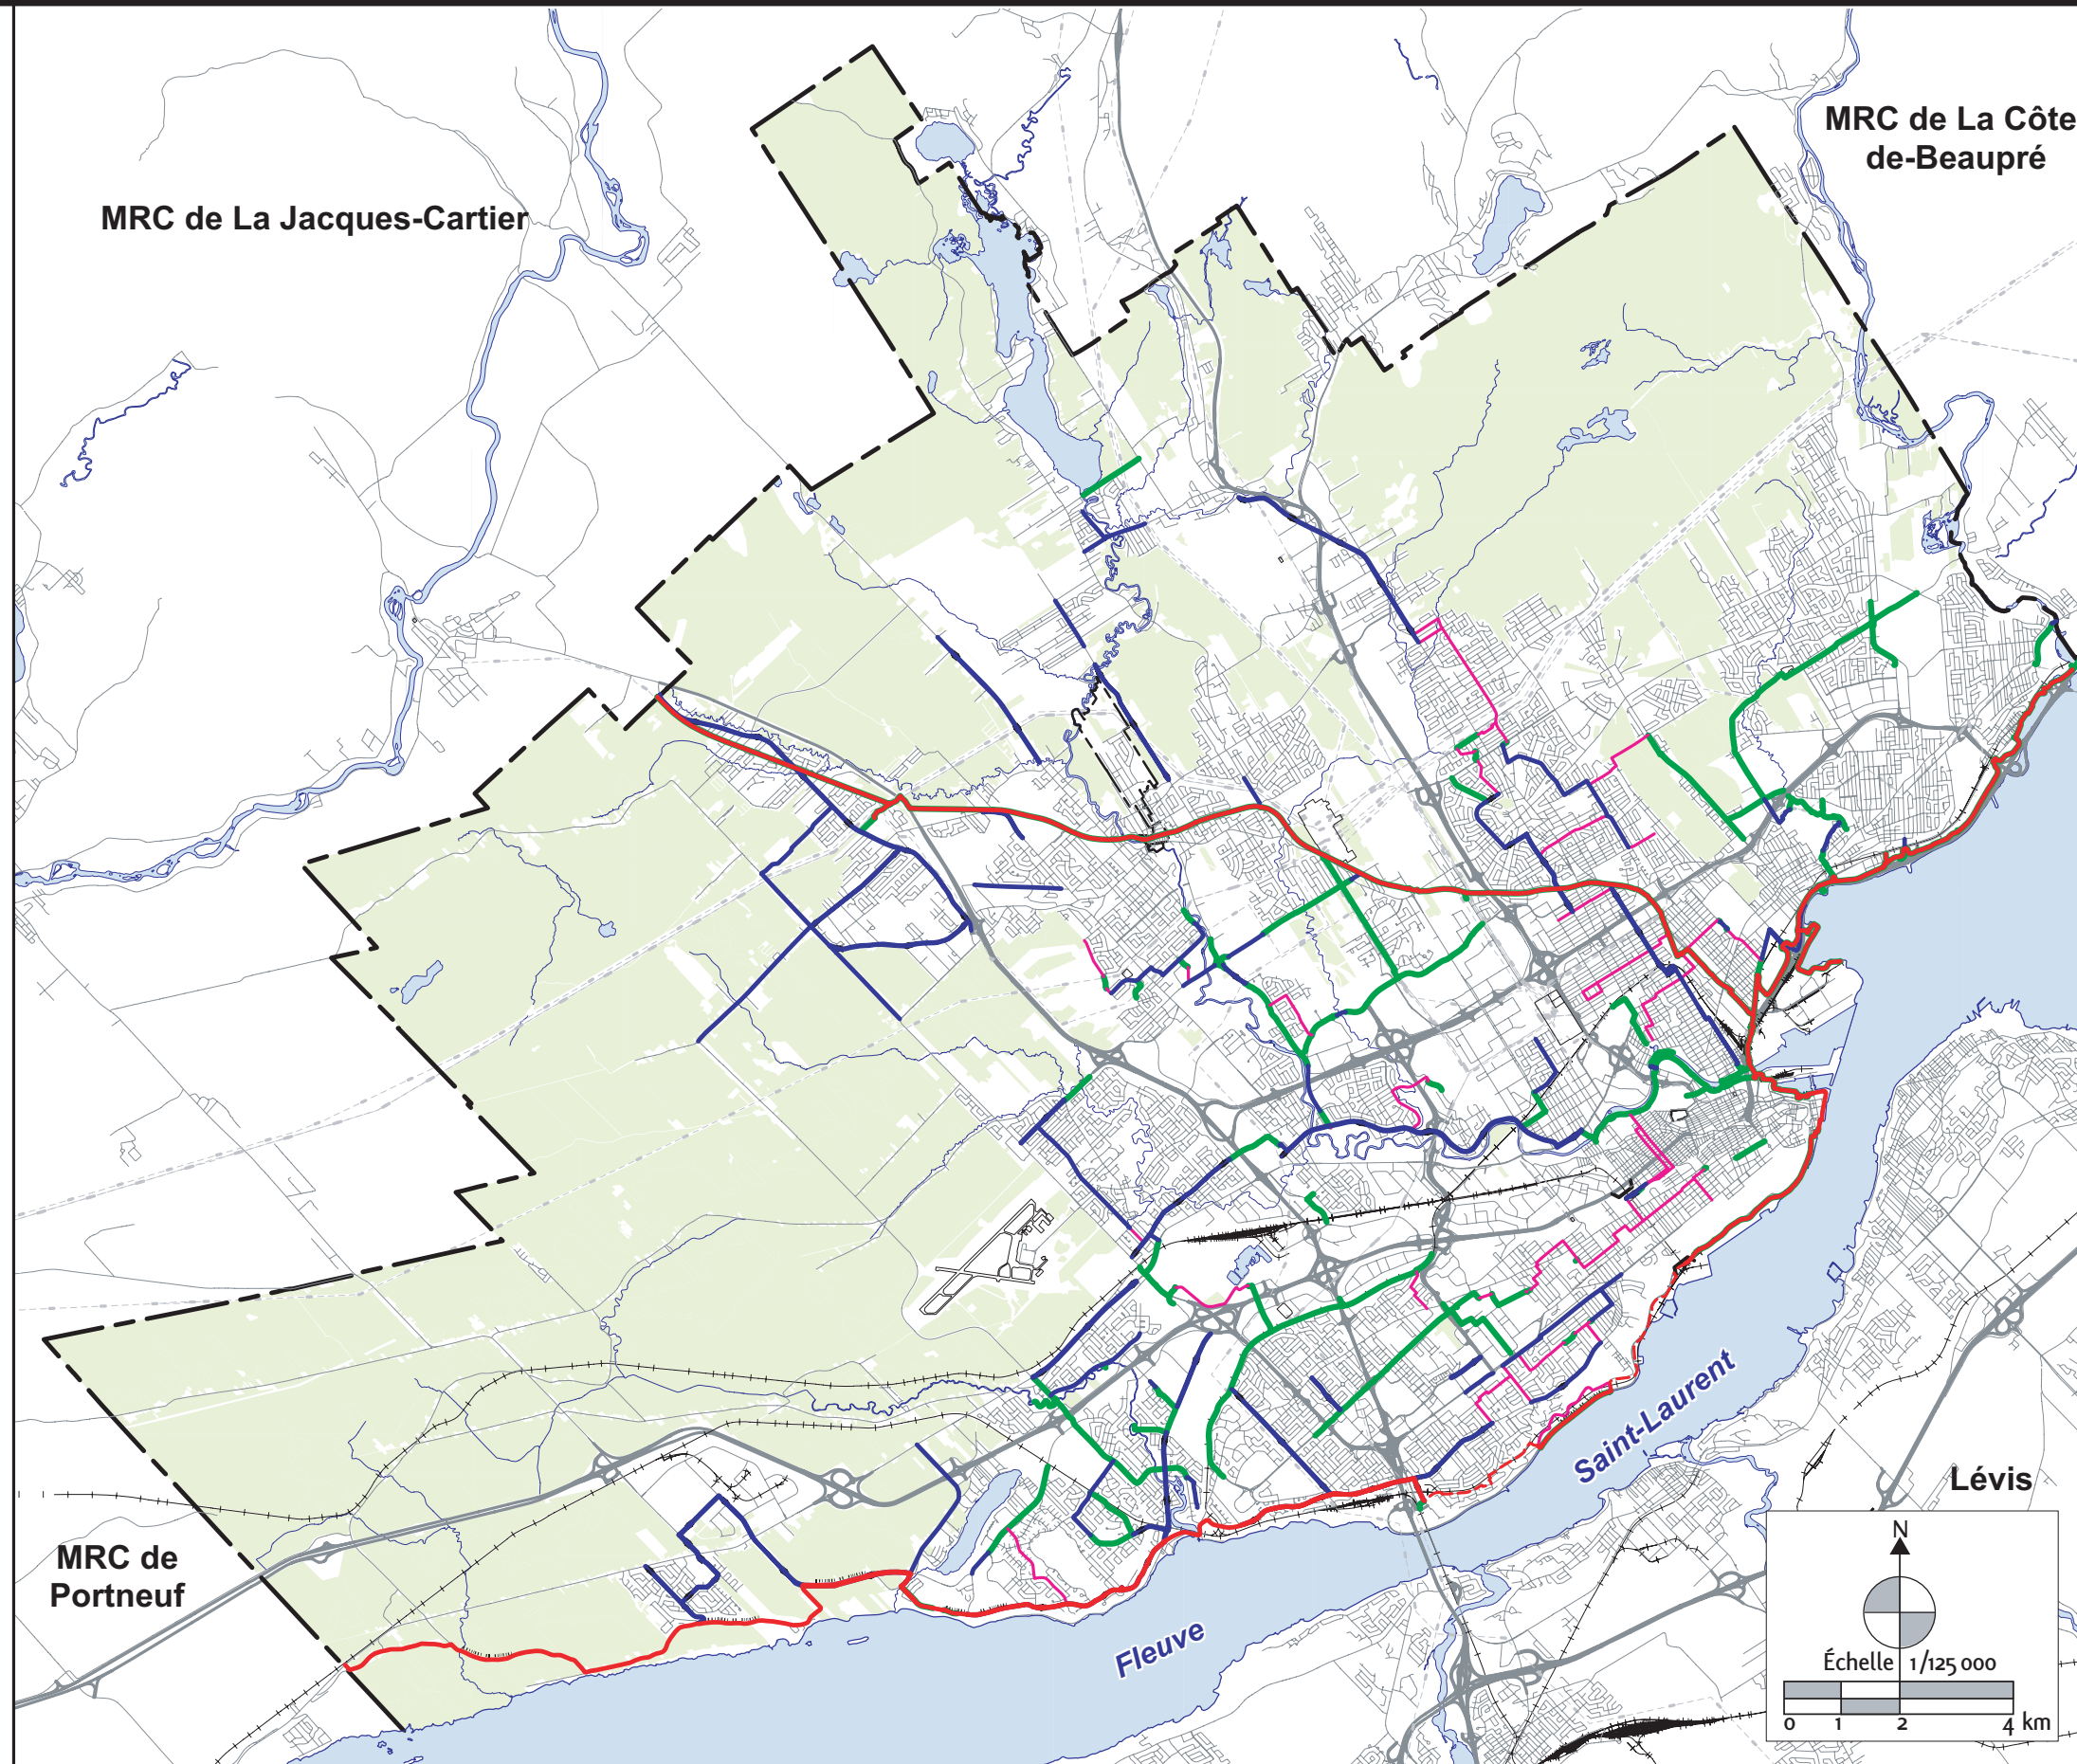 MRC de La Côte
de-Beaupré
MRC de La Jacques-Cartier
Saint-Laurent
Lévis
MRC de
Portneuf
Fleuve
N
Échelle 1/125 000
0 1 2 4 km